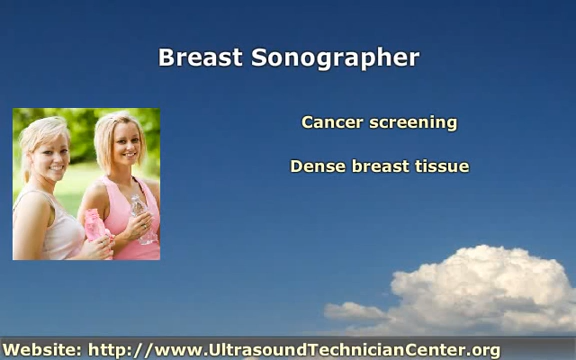 Breast Sonographer
Cancer screening
Dense breast tissue
Website: http://www.UltrasoundTechnicianCenter.org